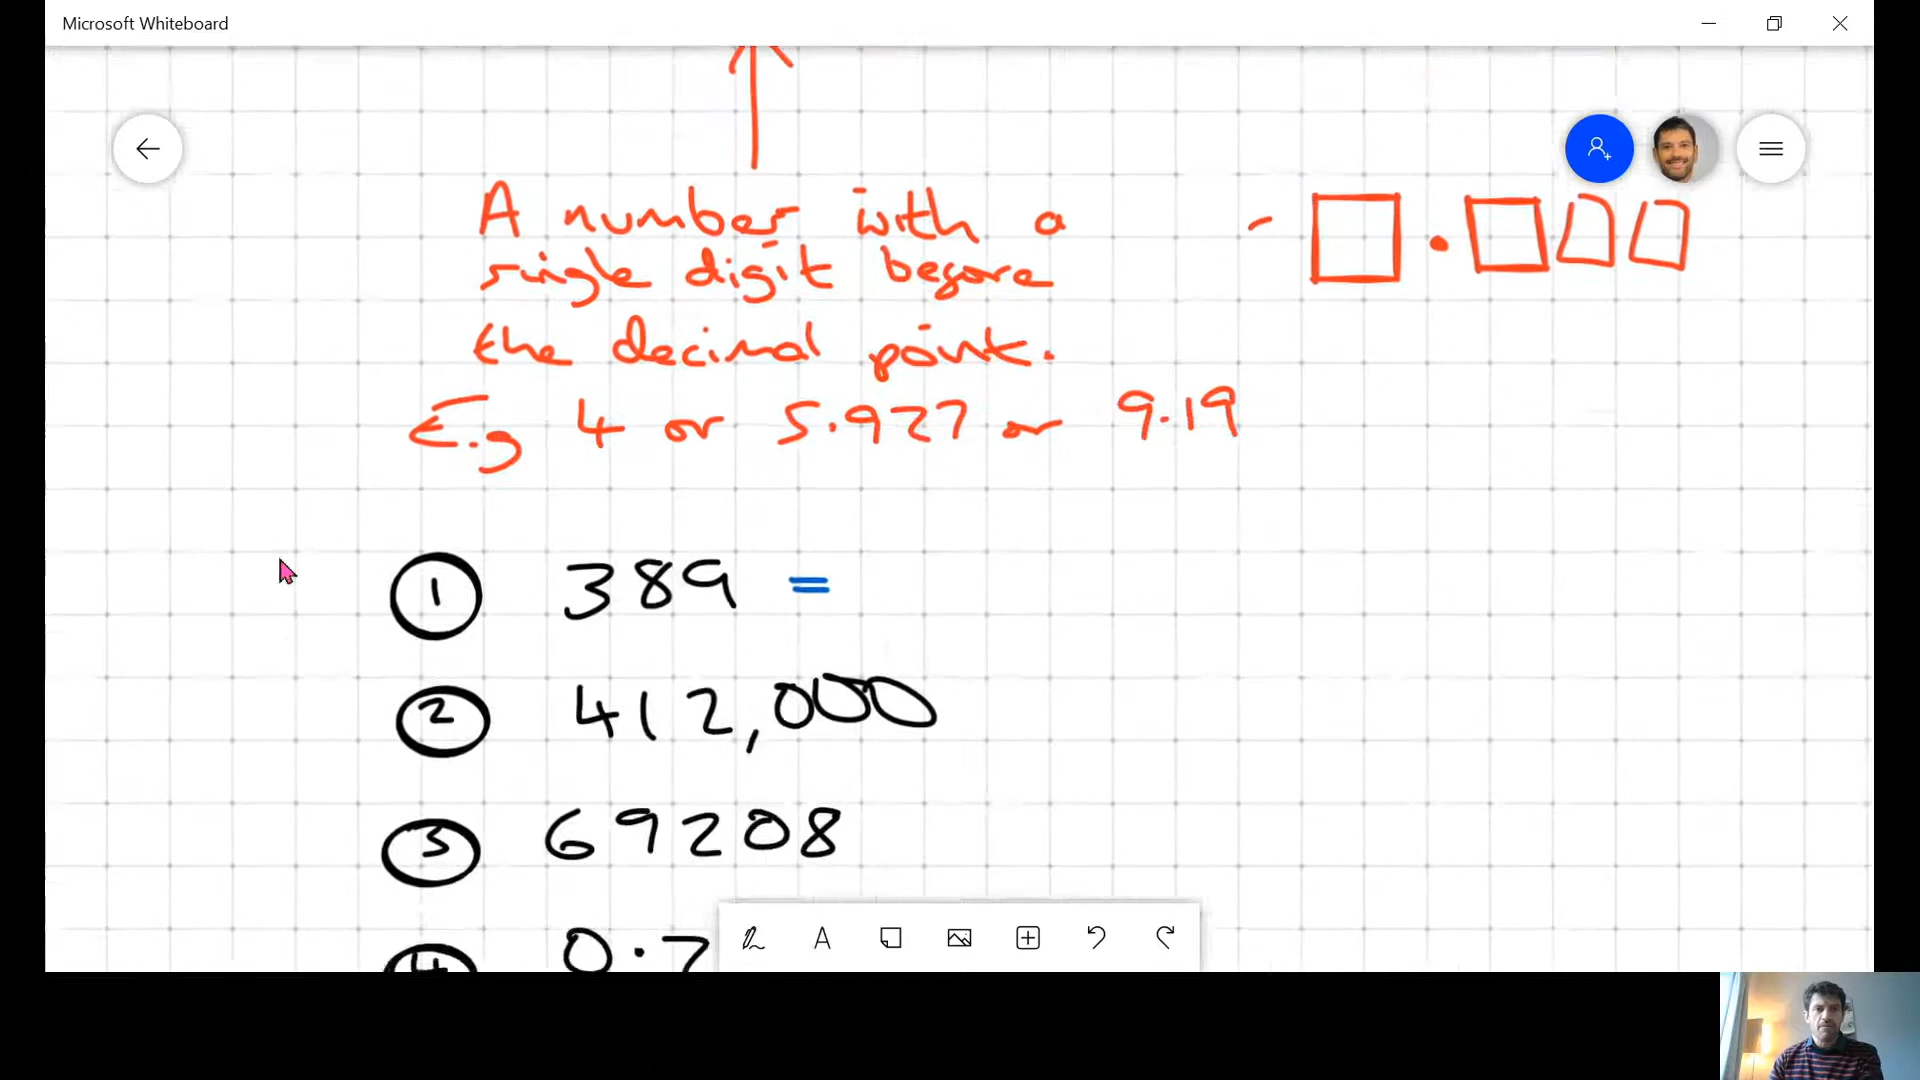 Microsoft Whiteboard
A number with a
single digit before
the decimal point.
E.g 4 or 5.927 or 9.19
1 389 =
2 412,000
3 69208
4 0.7